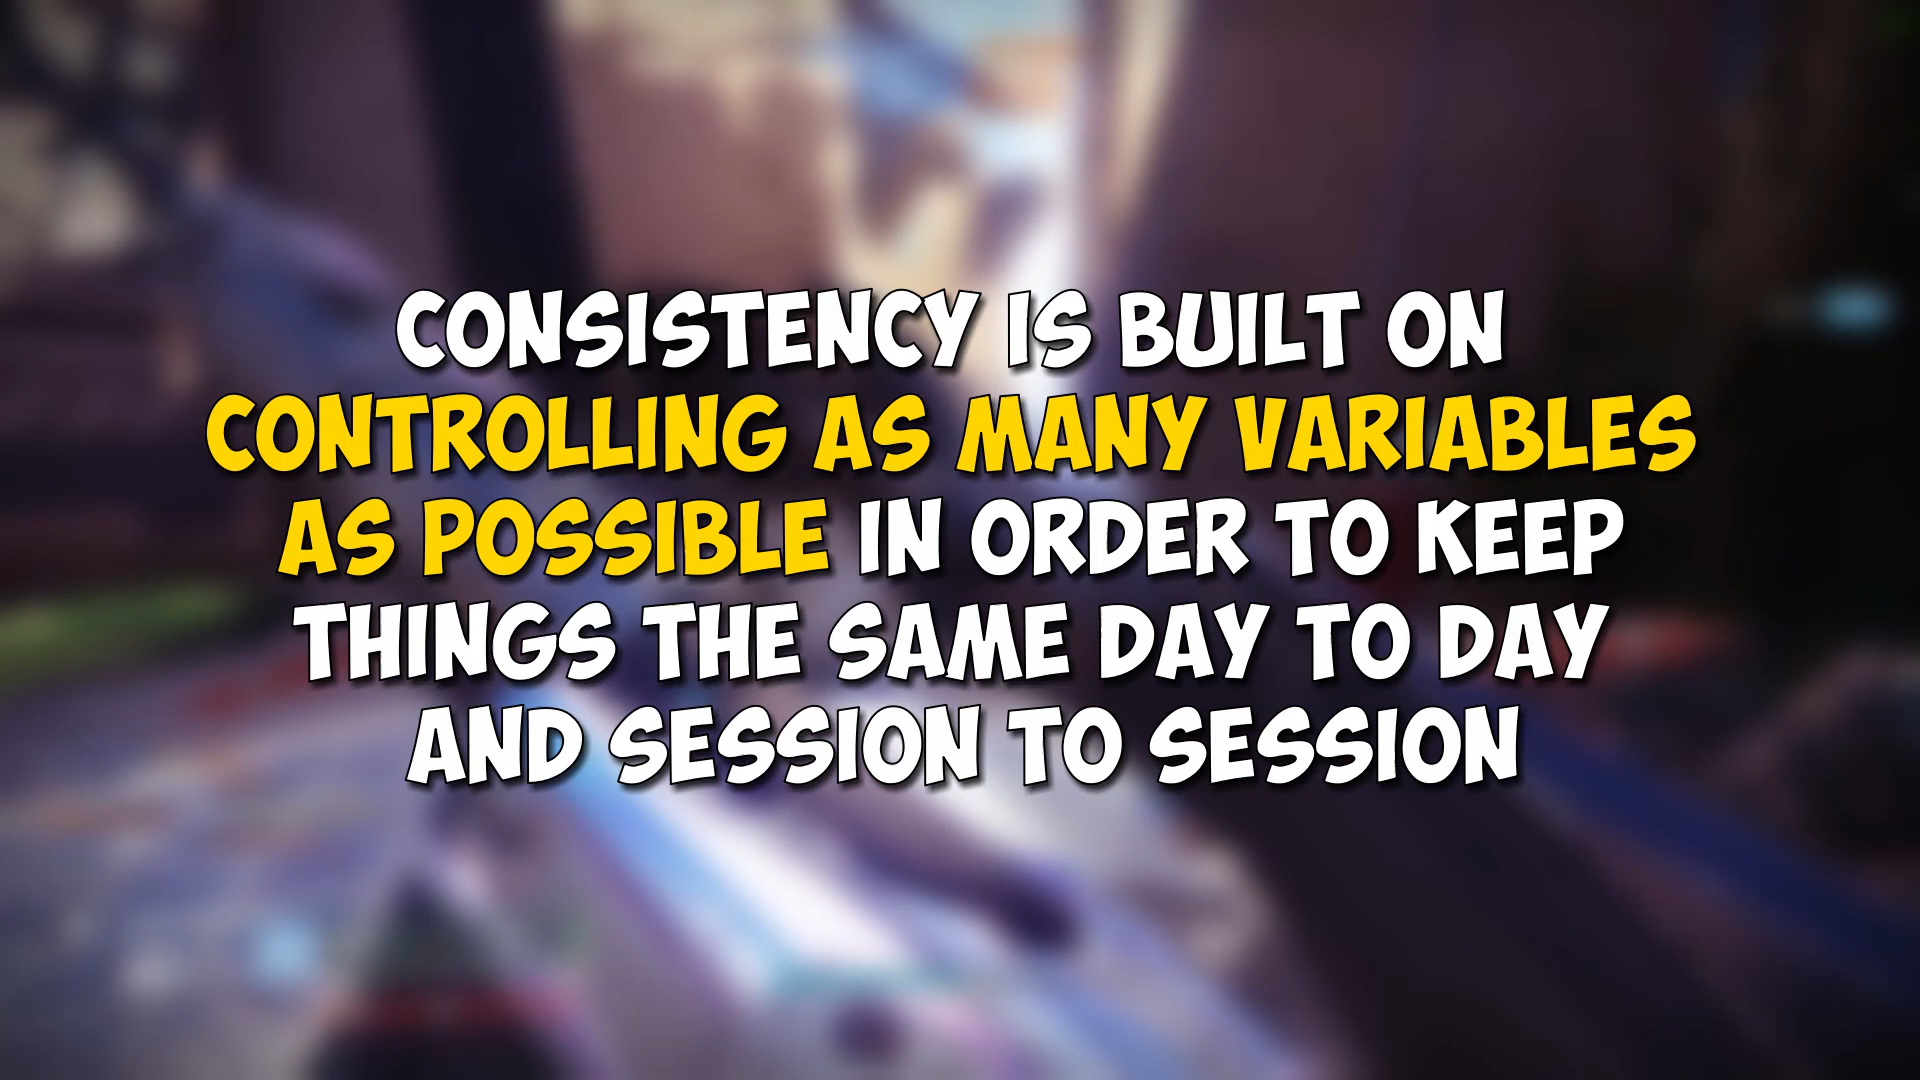 CONSISTENCY IS BUILT ON
CONTROLLING AS MANY VARIABLES
AS POSSIBLE IN ORDER TO KEEP
THINGS THE SAME DAY TO DAY
AND SESSION TO SESSION